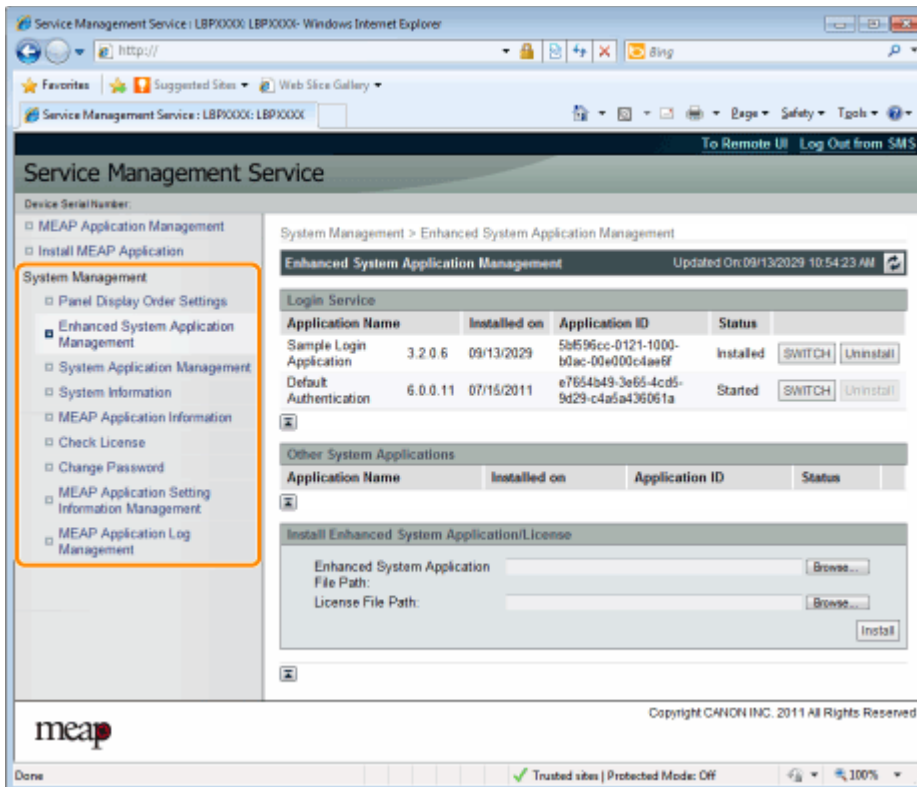 Service Management Service : LBPXXXX: LBPXXXX- Windows Internet Explorer
http://
Bing
Favorites
Suggested Sites
Web Slice Gallery
Service Management Service : LBPXXXX: LBPXXXX
Page
Safety
Tools
To Remote UI
Log Out from SMS
Service Management Service
Device Serial Number:
MEAP Application Management
Install MEAP Application
System Management
Panel Display Order Settings
Enhanced System Application
Management
System Application Management
System Information
MEAP Application Information
Check License
Change Password
MEAP Application Setting
Information Management
MEAP Application Log
Management
System Management > Enhanced System Application Management
Enhanced System Application Management
Updated On:09/13/2029 10:54:23 AM
Login Service
Application Name Installed on Application ID Status
Sample Login
Application
3.2.0.6 09/13/2029
5bf596cc-0121-1000-
b0ac-00e000c4ae6f
Installed SWITCH Uninstall
Default
Authentication
6.0.0.11 07/15/2011
e7654b49-3e65-4cd5-
9d29-c4a5a436061a
Started SWITCH Uninstall
Other System Applications
Application Name Installed on Application ID Status
Install Enhanced System Application/License
Enhanced System Application
File Path:
Browse...
License File Path:
Browse...
Install
meap
Copyright CANON INC. 2011 All Rights Reserved
Done
Trusted sites | Protected Mode: Off
100%